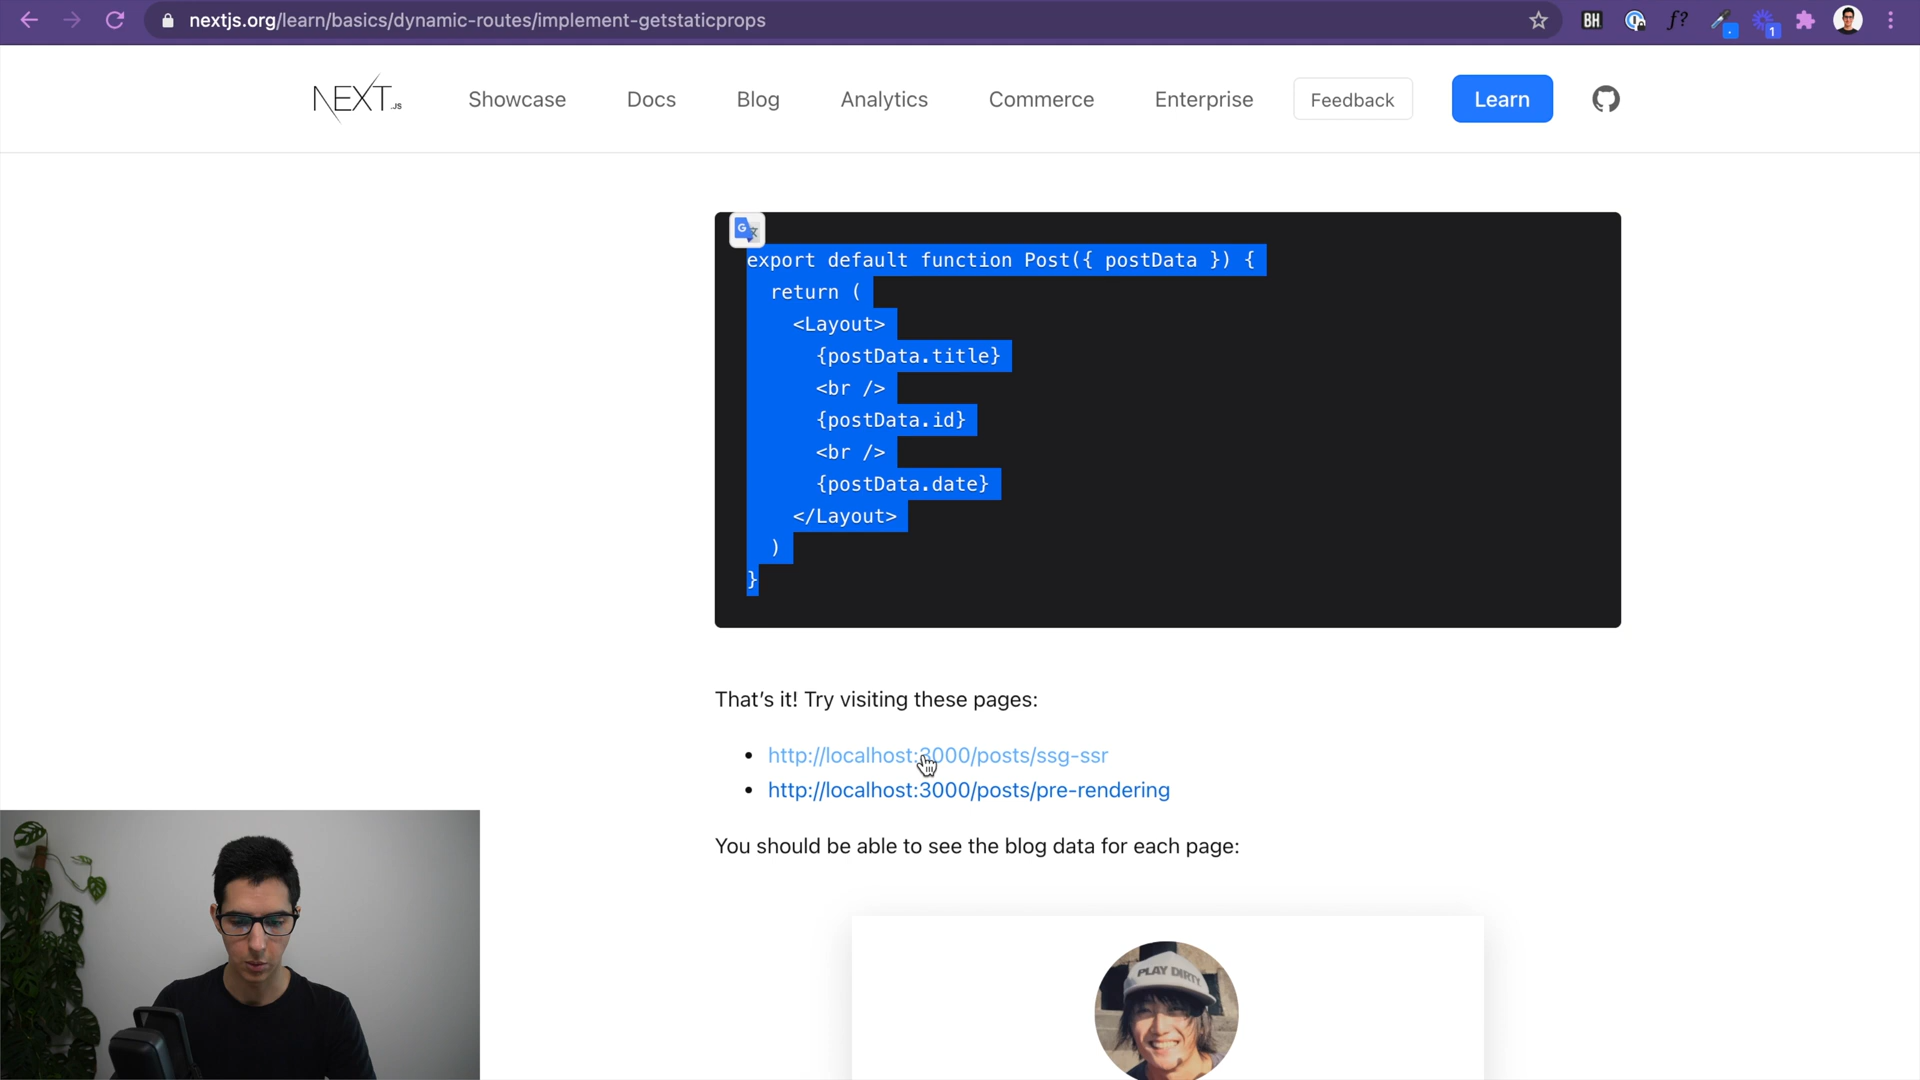 nextjs.org/learn/basics/dynamic-routes/implement-getstaticprops
BH
f?
1
NEXT.JS
Showcase
Docs
Blog
Analytics
Commerce
Enterprise
Feedback
Learn
G
export default function Post({ postData }) {
return (
<Layout>
{postData.title}
<br />
{postData.id}
<br />
{postData.date}
</Layout>
)
}
That’s it! Try visiting these pages:
• http://localhost:3000/posts/ssg-ssr
• http://localhost:3000/posts/pre-rendering
You should be able to see the blog data for each page:
PLAY DIRTY